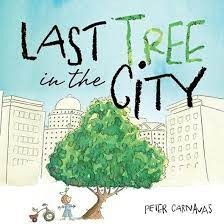 LAST TREE
in the
CITY
PETER CARNAVAS